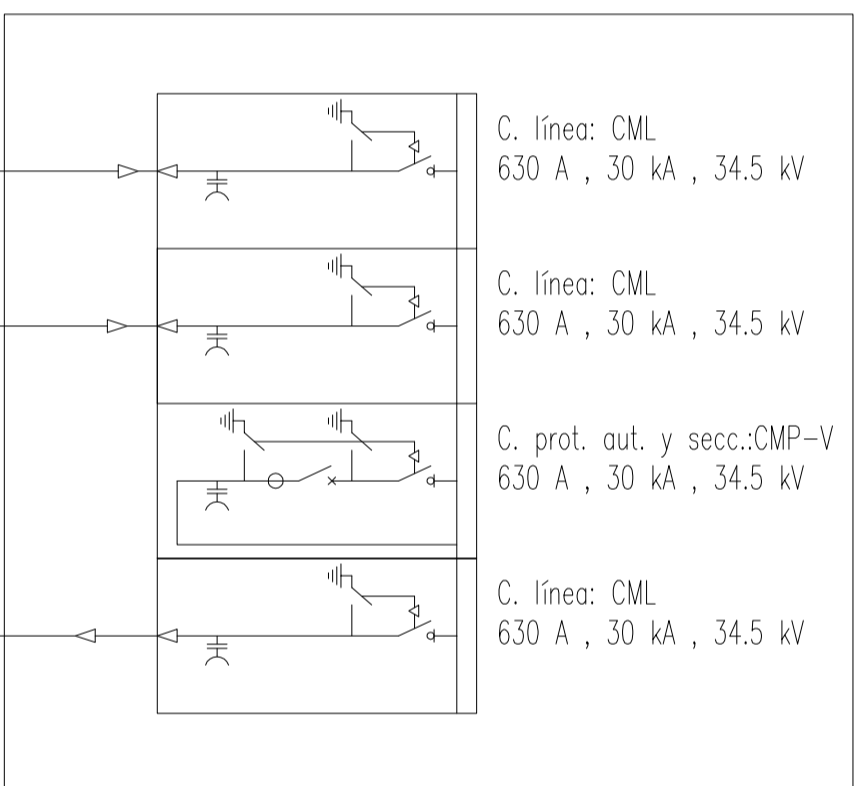 C. línea: CML
630 A , 30 kA , 34.5 kV
C. línea: CML
630 A , 30 kA , 34.5 kV
C. prot. aut. y secc.:CMP-V
630 A , 30 kA , 34.5 kV
C. línea: CML
630 A , 30 kA , 34.5 kV